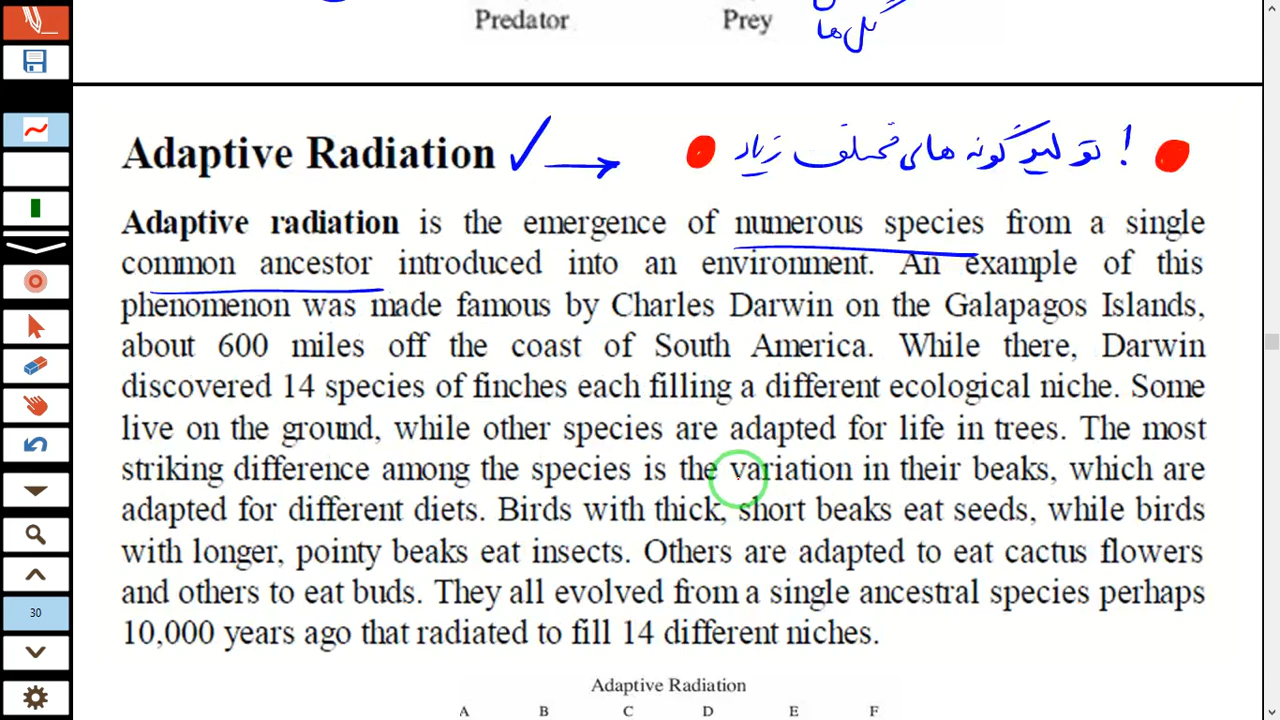 Predator Prey گل‌ها
Adaptive Radiation تولید گونه های مختلف زیاد !
Adaptive radiation is the emergence of numerous species from a single
common ancestor introduced into an environment. An example of this
phenomenon was made famous by Charles Darwin on the Galapagos Islands,
about 600 miles off the coast of South America. While there, Darwin
discovered 14 species of finches each filling a different ecological niche. Some
live on the ground, while other species are adapted for life in trees. The most
striking difference among the species is the variation in their beaks, which are
adapted for different diets. Birds with thick, short beaks eat seeds, while birds
with longer, pointy beaks eat insects. Others are adapted to eat cactus flowers
and others to eat buds. They all evolved from a single ancestral species perhaps
10,000 years ago that radiated to fill 14 different niches.
30
Adaptive Radiation
A B C D E F